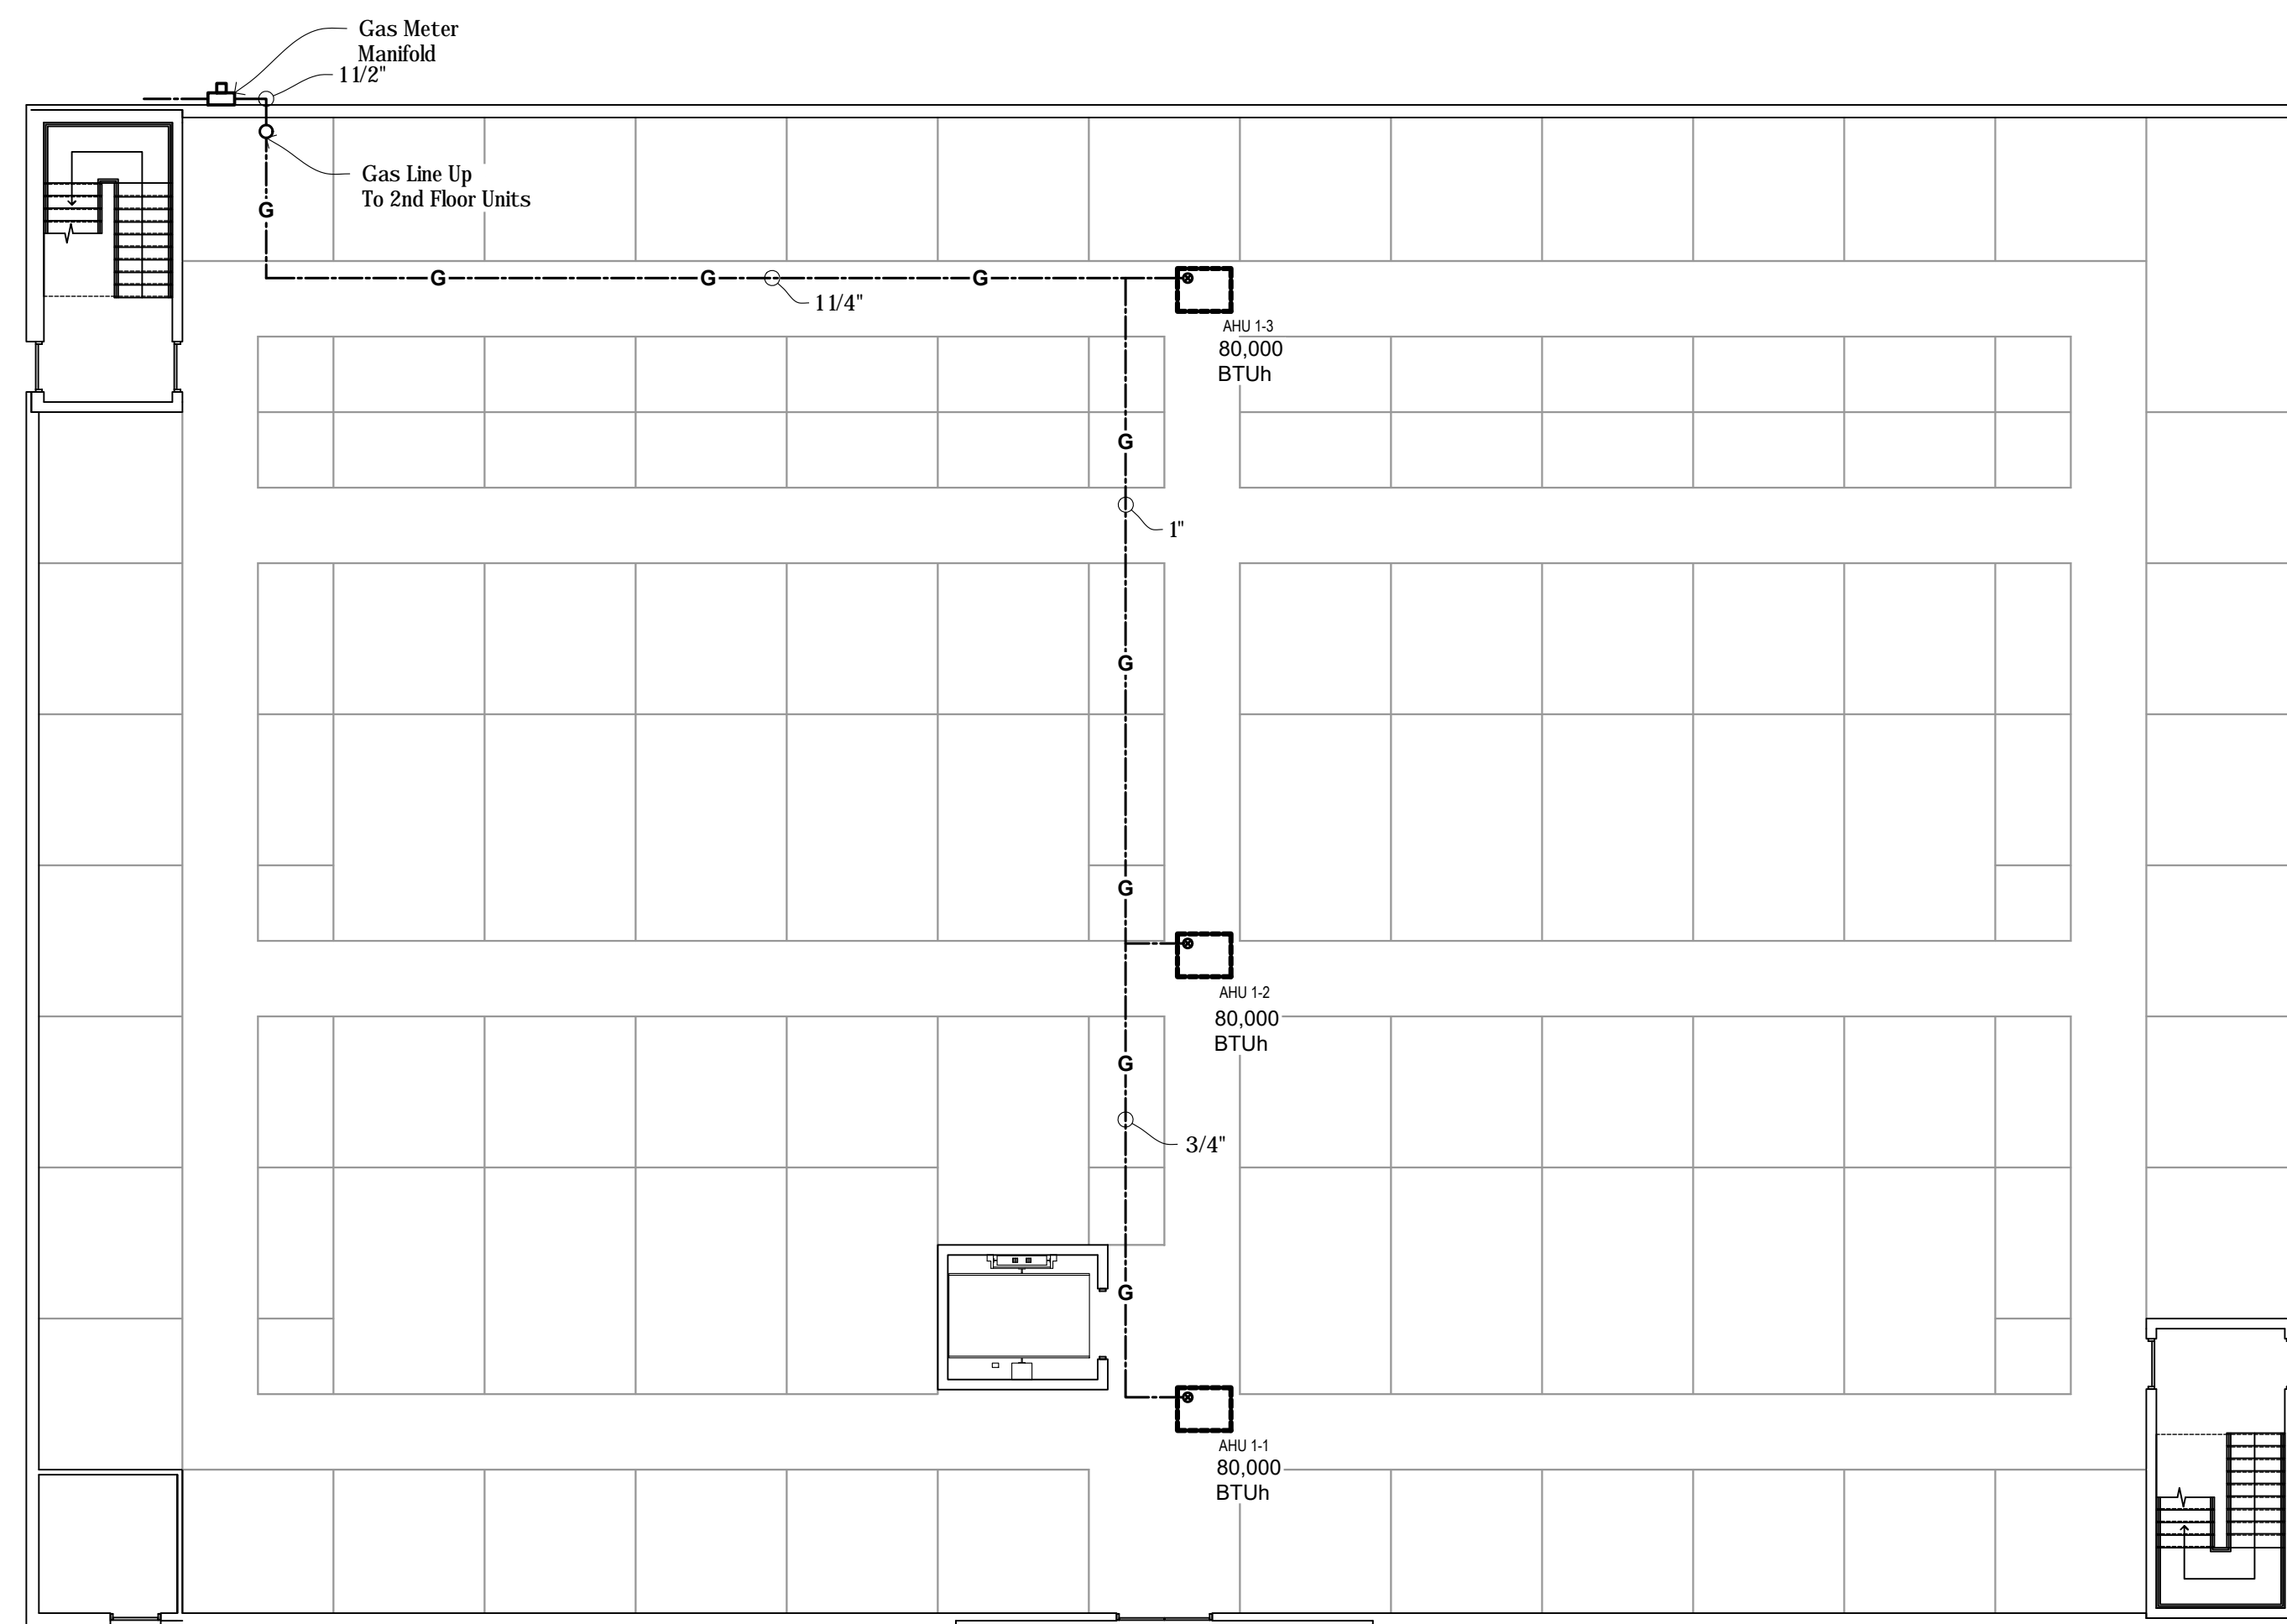 Gas Meter
Manifold
1 1/2"
Gas Line Up
To 2nd Floor Units
G
G
G
G
1 1/4"
AHU 1-3
80,000
BTUh
G
1"
G
G
AHU 1-2
80,000
BTUh
G
3/4"
G
AHU 1-1
80,000
BTUh